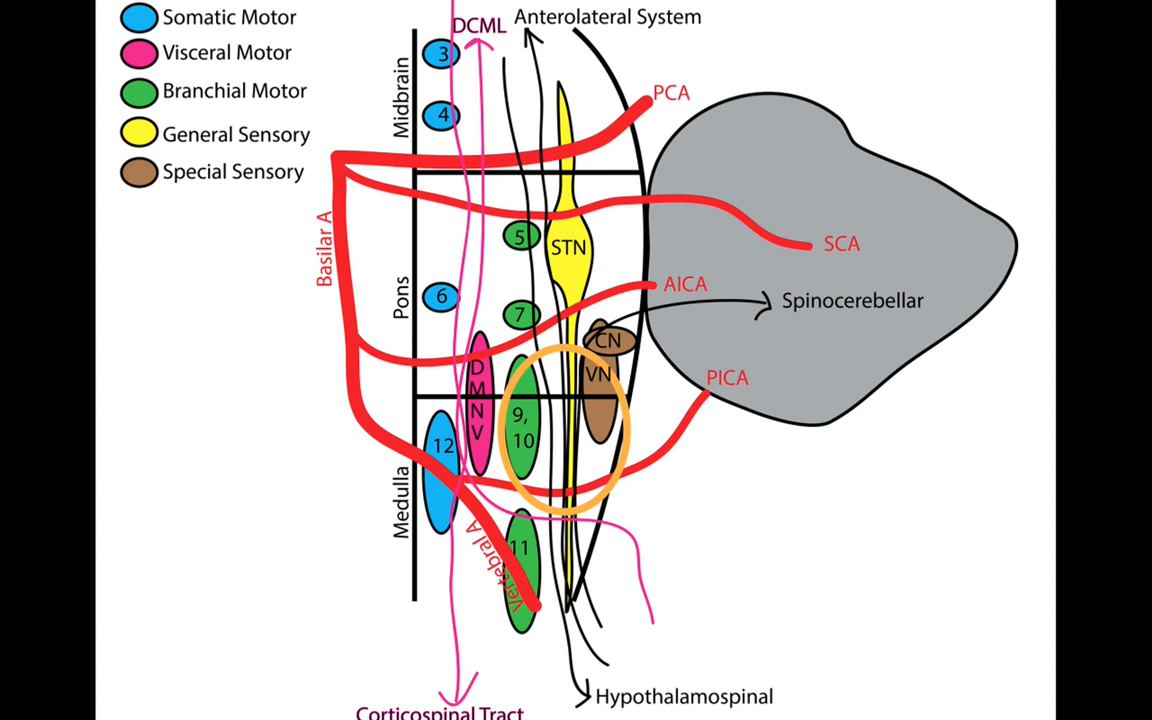 Somatic Motor
Visceral Motor
Branchial Motor
General Sensory
Special Sensory
DCML
Anterolateral System
Midbrain
3
4
PCA
Basilar A
Pons
5
STN
SCA
6
7
AICA
Spinocerebellar
CN
VN
D
M
N
V
PICA
9,
10
12
Medulla
Vertebral A
11
Hypothalamospinal
Corticospinal Tract